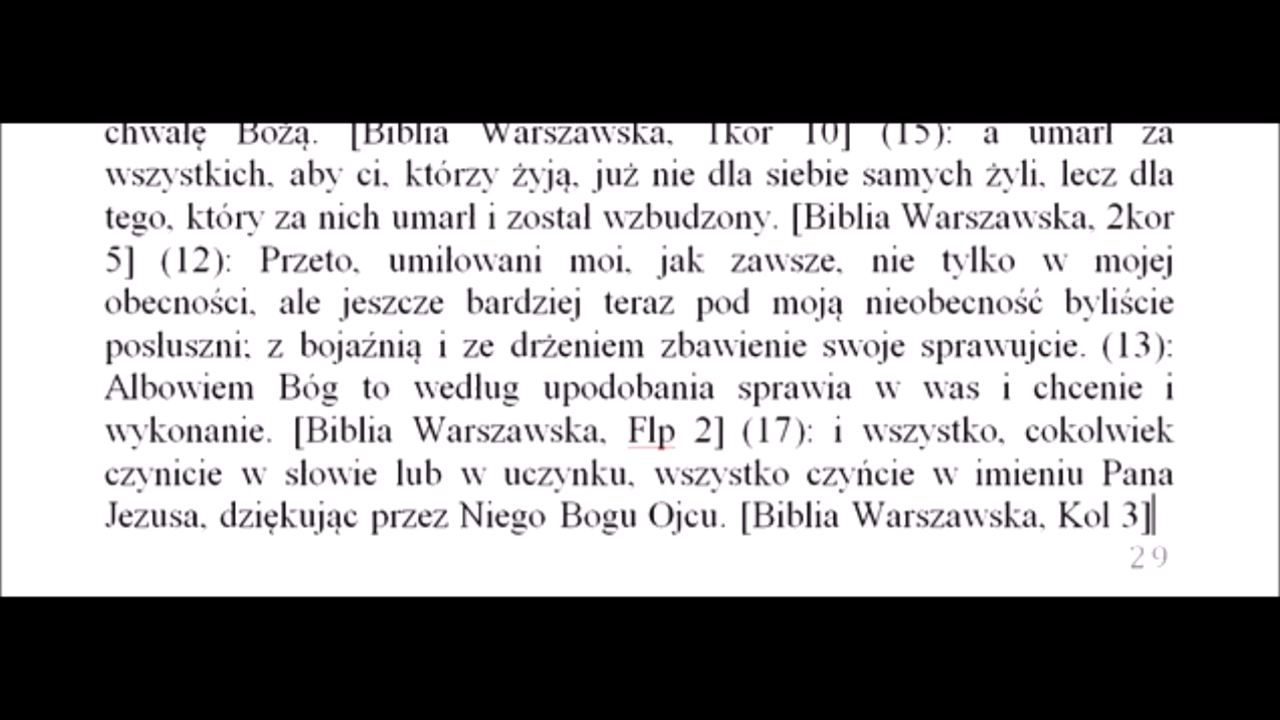 chwałę Bożą. [Biblia Warszawska, 1kor 10] (15): a umarł za
wszystkich, aby ci, którzy żyją, już nie dla siebie samych żyli, lecz dla
tego, który za nich umarł i został wzbudzony. [Biblia Warszawska, 2kor
5] (12): Przeto, umiłowani moi, jak zawsze, nie tylko w mojej
obecności, ale jeszcze bardziej teraz pod moją nieobecność byliście
posłuszni; z bojaźnią i ze drżeniem zbawienie swoje sprawujcie. (13):
Albowiem Bóg to według upodobania sprawia w was i chcenie i
wykonanie. [Biblia Warszawska, Flp 2] (17): i wszystko, cokolwiek
czynicie w słowie lub w uczynku, wszystko czyńcie w imieniu Pana
Jezusa, dziękując przez Niego Bogu Ojcu. [Biblia Warszawska, Kol 3]
29